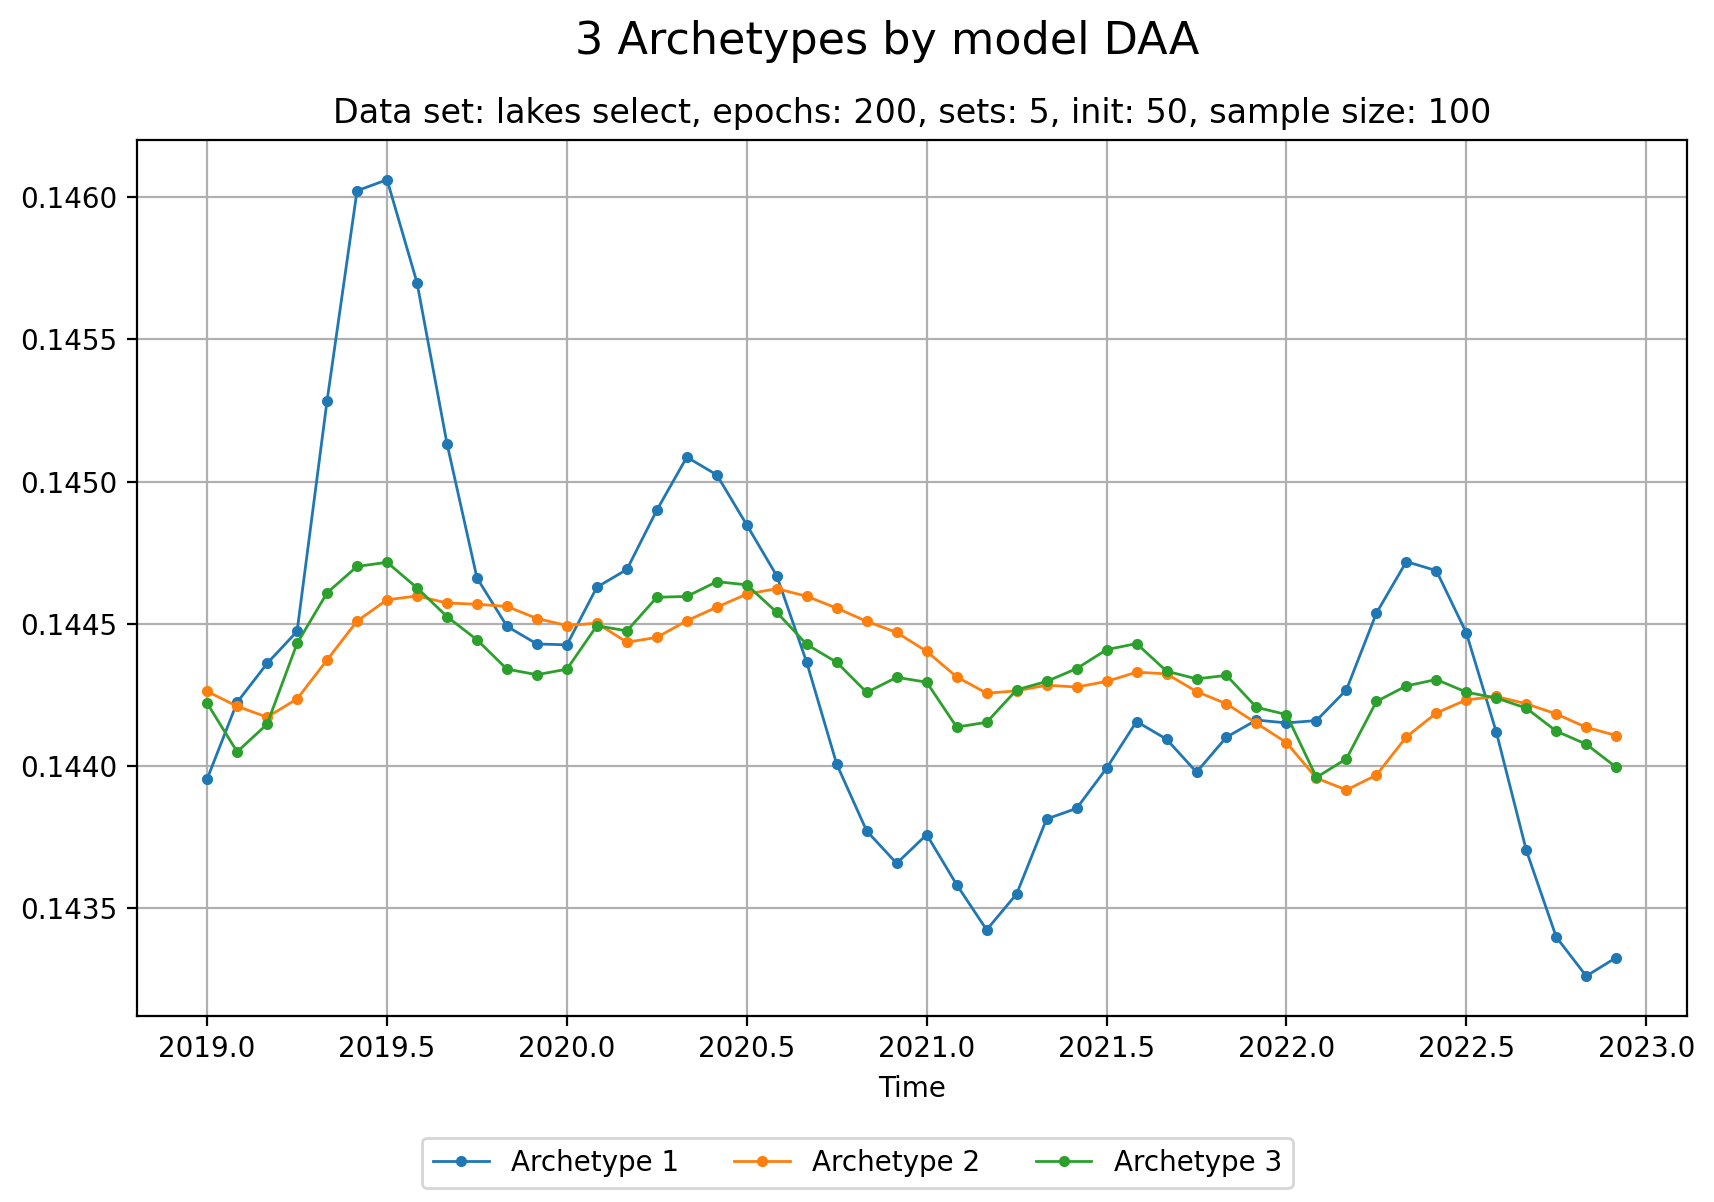 3 Archetypes by model DAA
Data set: lakes select, epochs: 200, sets: 5, init: 50, sample size: 100
0.1460
0.1455
0.1450
0.1445
0.1440
0.1435
2019.0 2019.5 2020.0 2020.5 2021.0 2021.5 2022.0 2022.5 2023.0
Time
Archetype 1 Archetype 2 Archetype 3